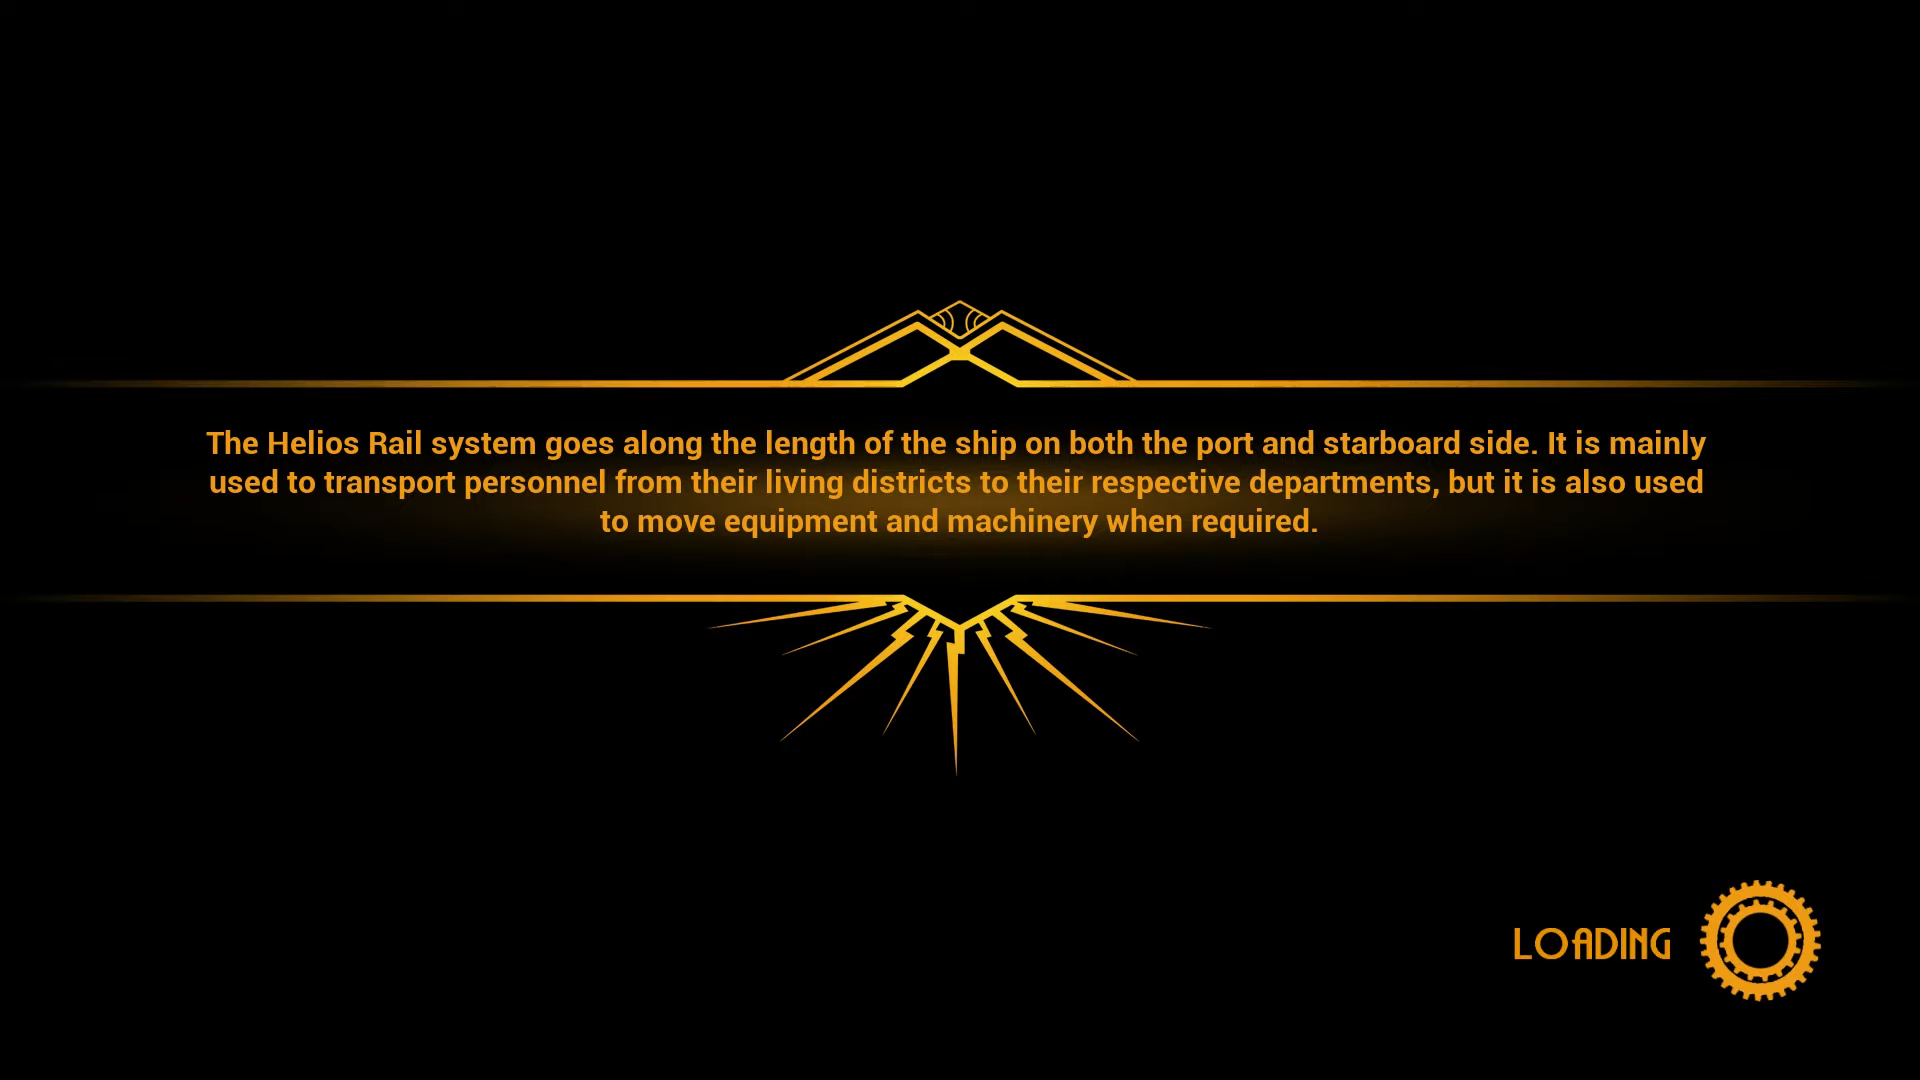 The Helios Rail system goes along the length of the ship on both the port and starboard side. It is mainly
used to transport personnel from their living districts to their respective departments, but it is also used
to move equipment and machinery when required.
LOADING